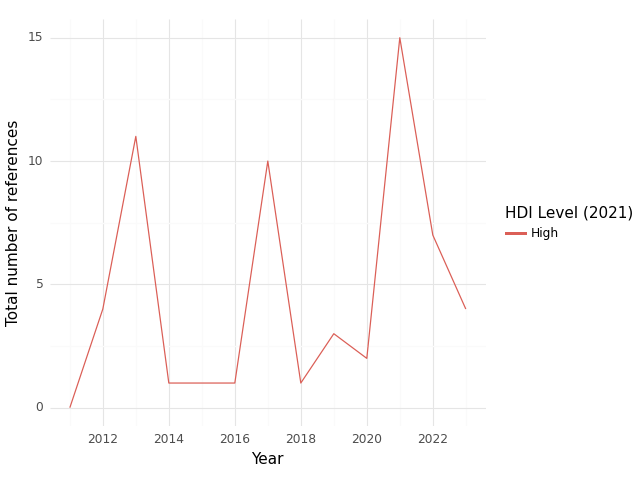 15
10
5
0
Total number of references
2012 2014 2016 2018 2020 2022
Year
HDI Level (2021)
High